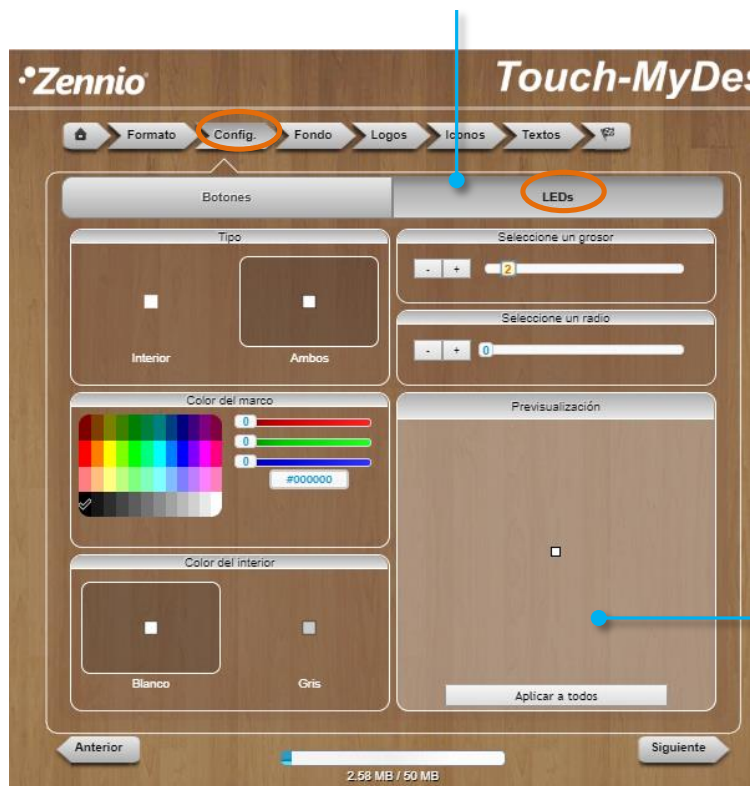 Zennio
Touch-MyDes
Formato Config. Fondo Logos Iconos Textos
Botones LEDs
Tipo
Interior Ambos
Seleccione un grosor
- + 2
Seleccione un radio
- + 0
Color del marco
0
0
0
#000000
Previsualización
Color del interior
Blanco Gris
Aplicar a todos
Anterior
Siguiente
2.58 MB / 50 MB